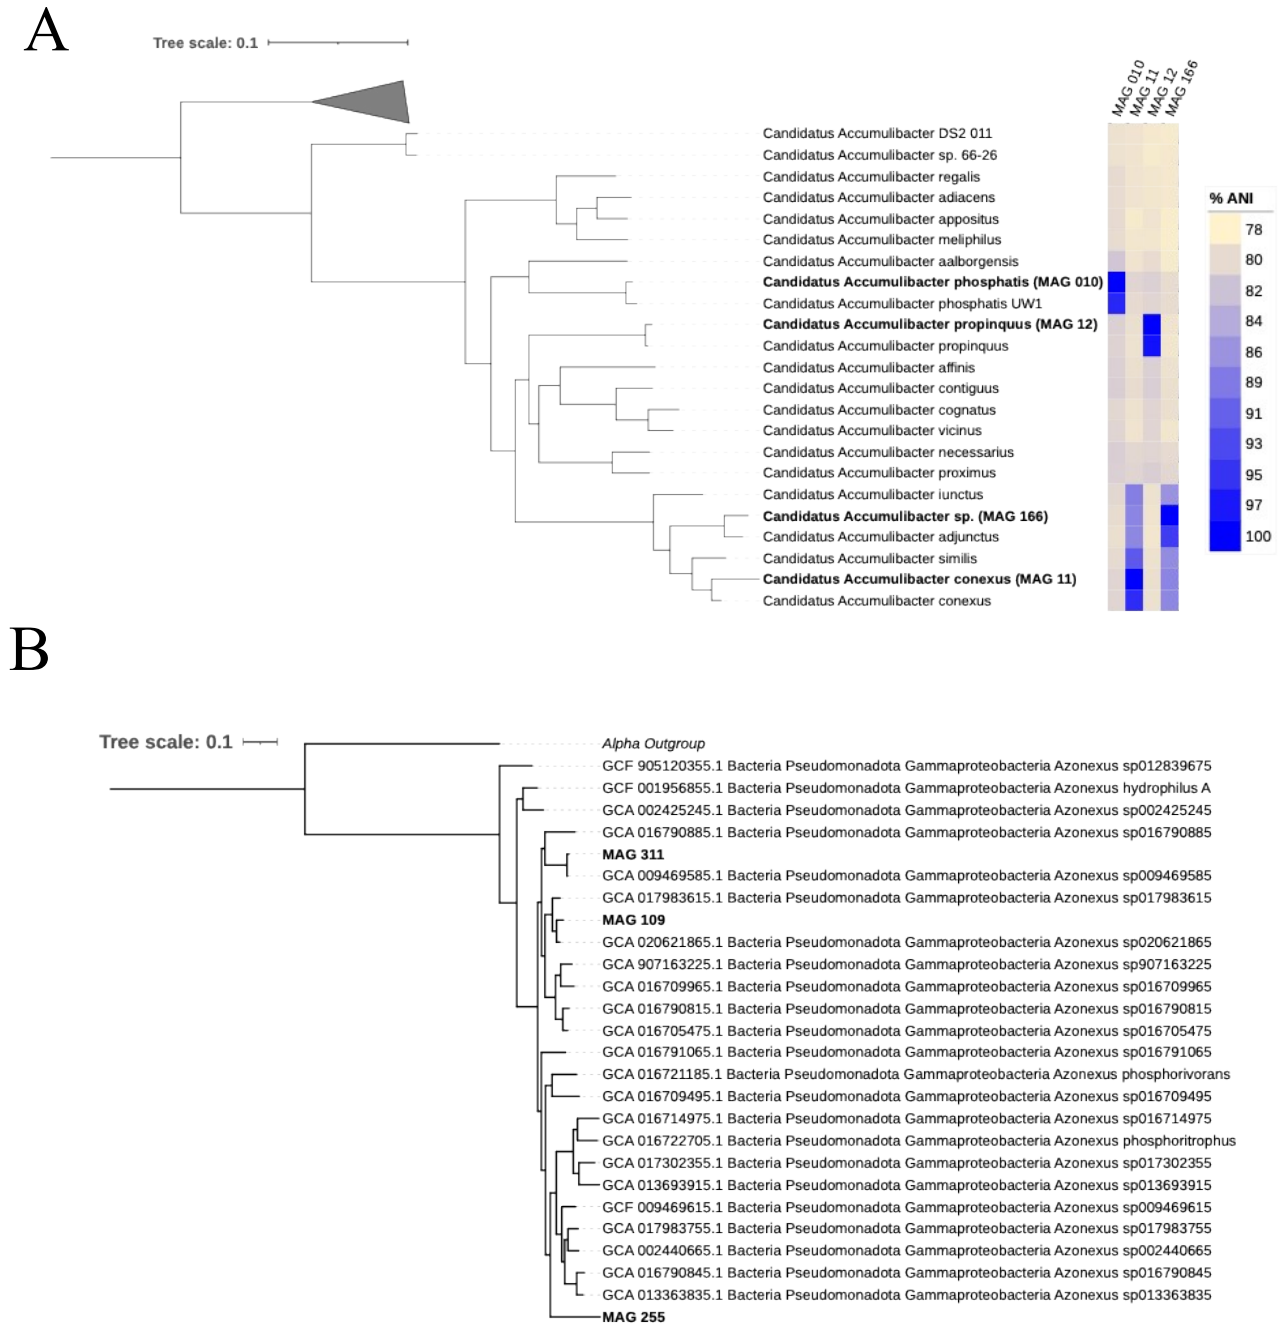 A
Tree scale: 0.1
MAG 010
MAG 11
MAG 12
MAG 166
Candidatus Accumulibacter DS2 011
Candidatus Accumulibacter sp. 66-26
Candidatus Accumulibacter regalis
Candidatus Accumulibacter adiacens
Candidatus Accumulibacter appositus
Candidatus Accumulibacter meliphilus
Candidatus Accumulibacter aalborgensis
Candidatus Accumulibacter phosphatis (MAG 010)
Candidatus Accumulibacter phosphatis UW1
Candidatus Accumulibacter propinquus (MAG 12)
Candidatus Accumulibacter propinquus
Candidatus Accumulibacter affinis
Candidatus Accumulibacter contiguus
Candidatus Accumulibacter cognatus
Candidatus Accumulibacter vicinus
Candidatus Accumulibacter necessarius
Candidatus Accumulibacter proximus
Candidatus Accumulibacter iunctus
Candidatus Accumulibacter sp. (MAG 166)
Candidatus Accumulibacter adjunctus
Candidatus Accumulibacter similis
Candidatus Accumulibacter conexus (MAG 11)
Candidatus Accumulibacter conexus
% ANI
78
80
82
84
86
89
91
93
95
97
100
B
Tree scale: 0.1
Alpha Outgroup
GCF 905120355.1 Bacteria Pseudomonadota Gammaproteobacteria Azonexus sp012839675
GCF 001956855.1 Bacteria Pseudomonadota Gammaproteobacteria Azonexus hydrophilus A
GCA 002425245.1 Bacteria Pseudomonadota Gammaproteobacteria Azonexus sp002425245
GCA 016790885.1 Bacteria Pseudomonadota Gammaproteobacteria Azonexus sp016790885
MAG 311
GCA 009469585.1 Bacteria Pseudomonadota Gammaproteobacteria Azonexus sp009469585
GCA 017983615.1 Bacteria Pseudomonadota Gammaproteobacteria Azonexus sp017983615
MAG 109
GCA 020621865.1 Bacteria Pseudomonadota Gammaproteobacteria Azonexus sp020621865
GCA 907163225.1 Bacteria Pseudomonadota Gammaproteobacteria Azonexus sp907163225
GCA 016709965.1 Bacteria Pseudomonadota Gammaproteobacteria Azonexus sp016709965
GCA 016790815.1 Bacteria Pseudomonadota Gammaproteobacteria Azonexus sp016790815
GCA 016705475.1 Bacteria Pseudomonadota Gammaproteobacteria Azonexus sp016705475
GCA 016791065.1 Bacteria Pseudomonadota Gammaproteobacteria Azonexus sp016791065
GCA 016721185.1 Bacteria Pseudomonadota Gammaproteobacteria Azonexus phosphorivorans
GCA 016709495.1 Bacteria Pseudomonadota Gammaproteobacteria Azonexus sp016709495
GCA 016714975.1 Bacteria Pseudomonadota Gammaproteobacteria Azonexus sp016714975
GCA 016722705.1 Bacteria Pseudomonadota Gammaproteobacteria Azonexus phosphoritrophus
GCA 017302355.1 Bacteria Pseudomonadota Gammaproteobacteria Azonexus sp017302355
GCA 013693915.1 Bacteria Pseudomonadota Gammaproteobacteria Azonexus sp013693915
GCF 009469615.1 Bacteria Pseudomonadota Gammaproteobacteria Azonexus sp009469615
GCA 017983755.1 Bacteria Pseudomonadota Gammaproteobacteria Azonexus sp017983755
GCA 002440665.1 Bacteria Pseudomonadota Gammaproteobacteria Azonexus sp002440665
GCA 016790845.1 Bacteria Pseudomonadota Gammaproteobacteria Azonexus sp016790845
GCA 013363835.1 Bacteria Pseudomonadota Gammaproteobacteria Azonexus sp013363835
MAG 255